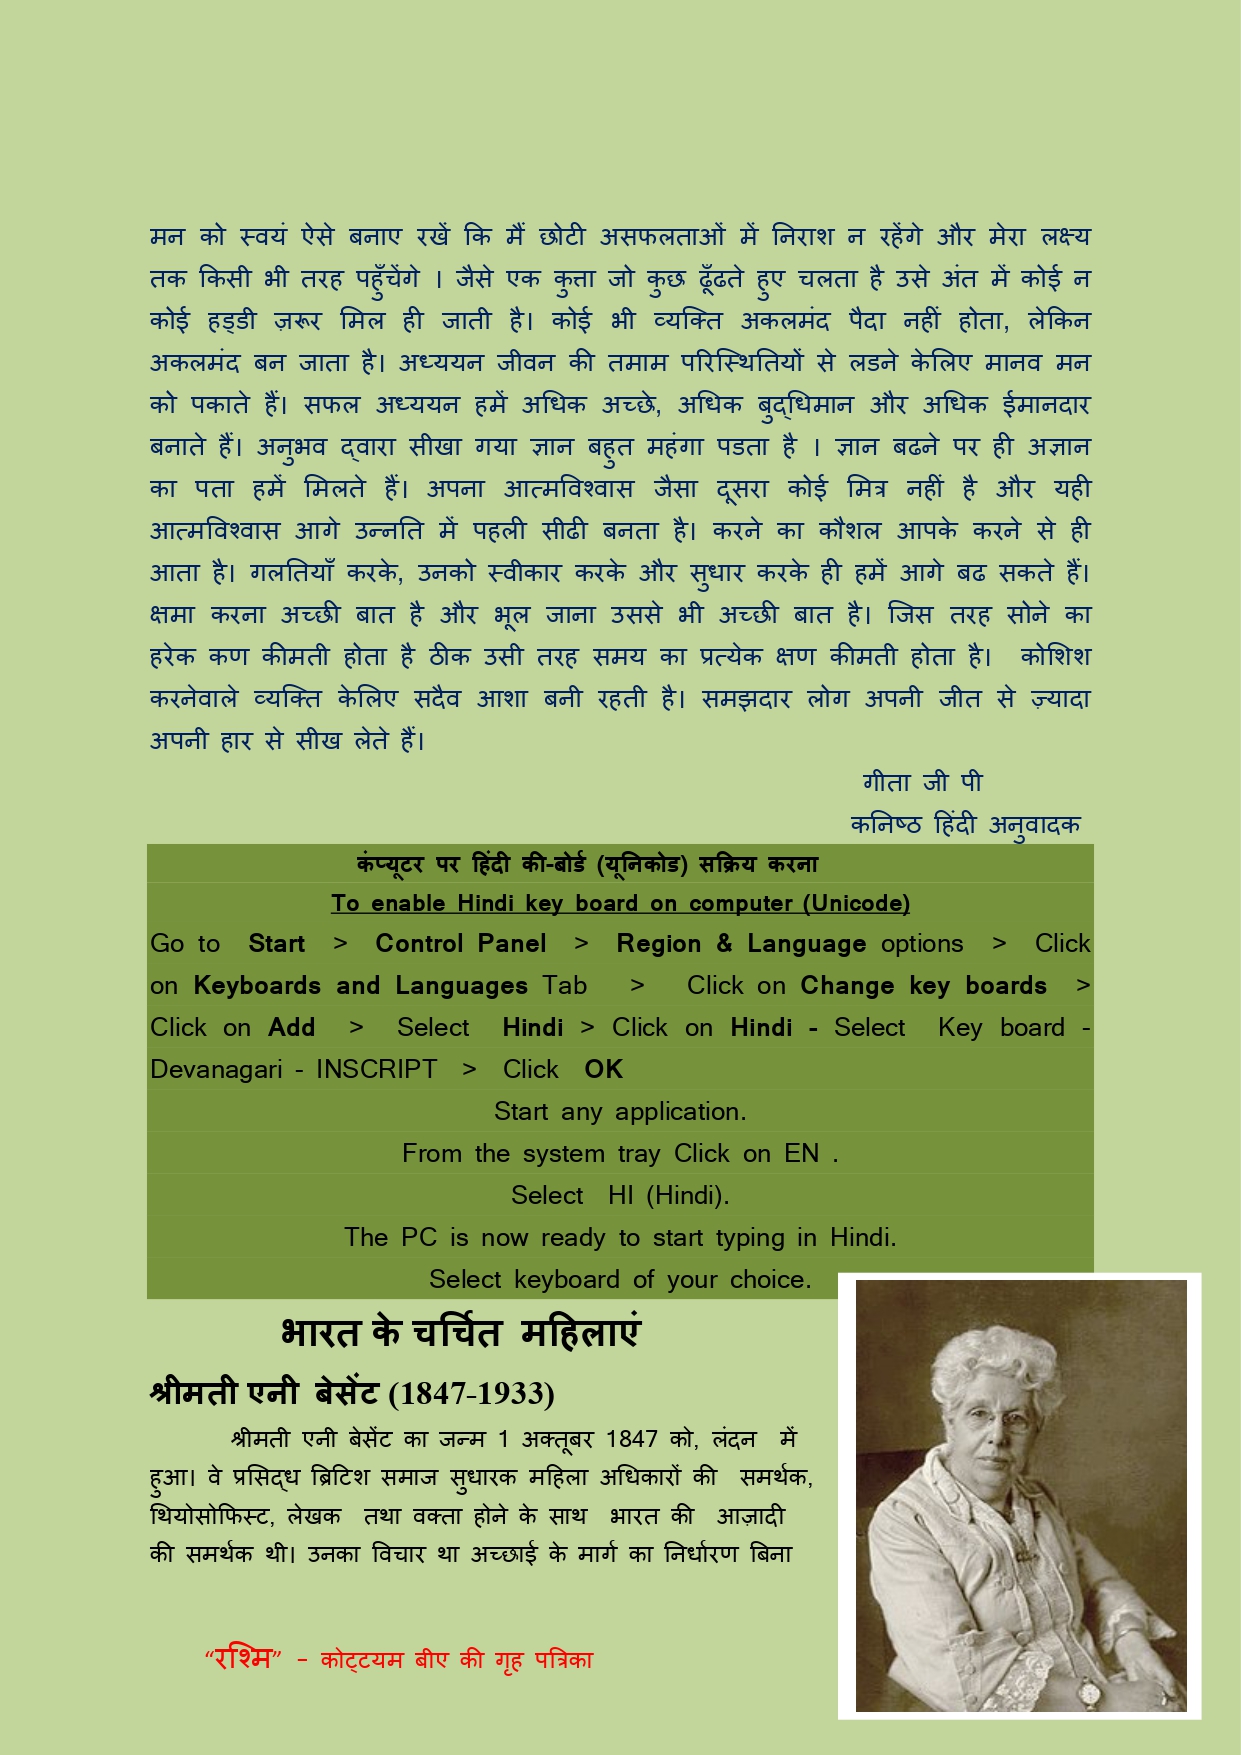 मन को स्वयं ऐसे बनाए रखें कि मैं छोटी असफलताओं में निराश न रहेंगे और मेरा लक्ष्य
तक किसी भी तरह पहुँचेंगे । जैसे एक कुत्ता जो कुछ ढूँढते हुए चलता है उसे अंत में कोई न
कोई हड्डी ज़रूर मिल ही जाती है। कोई भी व्यक्ति अकलमंद पैदा नहीं होता, लेकिन
अकलमंद बन जाता है। अध्ययन जीवन की तमाम परिस्थितियों से लडने केलिए मानव मन
को पकाते हैं। सफल अध्ययन हमें अधिक अच्छे, अधिक बुद्धिमान और अधिक ईमानदार
बनाते हैं। अनुभव द्वारा सीखा गया ज्ञान बहुत महंगा पडता है । ज्ञान बढने पर ही अज्ञान
का पता हमें मिलते हैं। अपना आत्मविश्वास जैसा दूसरा कोई मित्र नहीं है और यही
आत्मविश्वास आगे उन्नति में पहली सीढी बनता है। करने का कौशल आपके करने से ही
आता है। गलतियाँ करके, उनको स्वीकार करके और सुधार करके ही हमें आगे बढ सकते हैं।
क्षमा करना अच्छी बात है और भूल जाना उससे भी अच्छी बात है। जिस तरह सोने का
हरेक कण कीमती होता है ठीक उसी तरह समय का प्रत्येक क्षण कीमती होता है। कोशिश
करनेवाले व्यक्ति केलिए सदैव आशा बनी रहती है। समझदार लोग अपनी जीत से ज़्यादा
अपनी हार से सीख लेते हैं।
गीता जी पी
कनिष्ठ हिंदी अनुवादक
कंप्यूटर पर हिंदी की-बोर्ड (यूनिकोड) सक्रिय करना
To enable Hindi key board on computer (Unicode)
Go to Start > Control Panel > Region & Language options > Click
on Keyboards and Languages Tab > Click on Change key boards >
Click on Add > Select Hindi > Click on Hindi - Select Key board -
Devanagari - INSCRIPT > Click OK
Start any application.
From the system tray Click on EN .
Select HI (Hindi).
The PC is now ready to start typing in Hindi.
Select keyboard of your choice.
भारत के चर्चित महिलाएं
श्रीमती एनी बेसेंट (1847-1933)
श्रीमती एनी बेसेंट का जन्म 1 अक्तूबर 1847 को, लंदन में
हुआ। वे प्रसिद्ध ब्रिटिश समाज सुधारक महिला अधिकारों की समर्थक,
थियोसोफिस्ट, लेखक तथा वक्ता होने के साथ भारत की आज़ादी
की समर्थक थी। उनका विचार था अच्छाई के मार्ग का निर्धारण बिना
“रश्मि” – कोट्टयम बीए की गृह पत्रिका